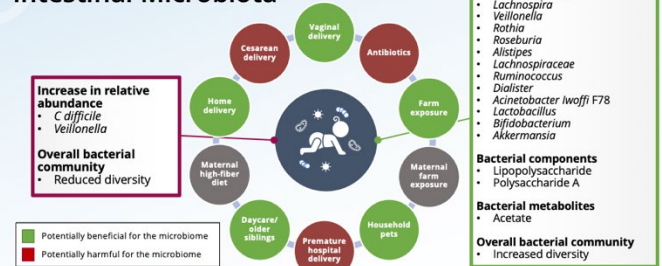 Intestinal Microbiota
Vaginal
delivery
Cesarean
delivery
Antibiotics
Home
delivery
Farm
exposure
Maternal
high-fiber
diet
Maternal
farm
exposure
Daycare/
older
siblings
Household
pets
Premature
hospital
delivery
Increase in relative
abundance
• C difficile
• Veillonella
Overall bacterial
community
• Reduced diversity
Potentially beneficial for the microbiome
Potentially harmful for the microbiome
• Lachnospira
• Veillonella
• Rothia
• Roseburia
• Alistipes
• Lachnospiraceae
• Ruminococcus
• Dialister
• Acinetobacter lwoffi F78
• Lactobacillus
• Bifidobacterium
• Akkermansia
Bacterial components
• Lipopolysaccharide
• Polysaccharide A
Bacterial metabolites
• Acetate
Overall bacterial community
• Increased diversity